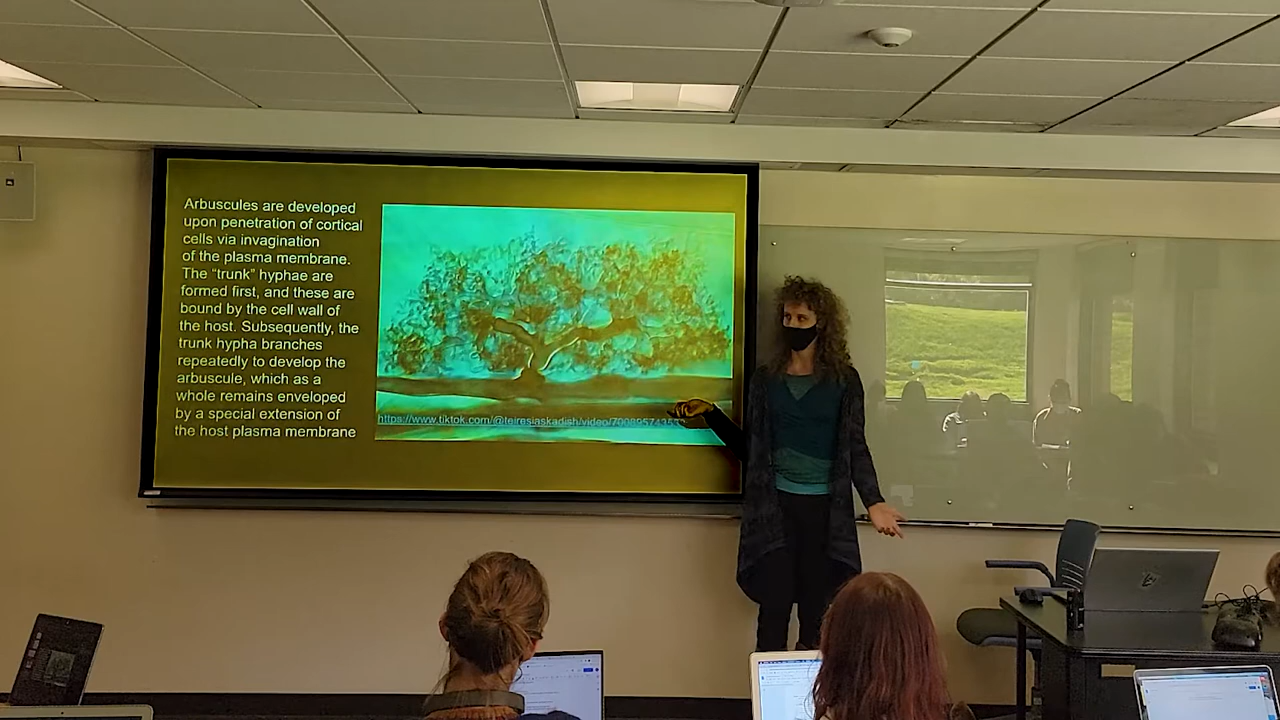 Arbuscules are developed
upon penetration of cortical
cells via invagination
of the plasma membrane.
The “trunk” hyphae are
formed first, and these are
bound by the cell wall of
the host. Subsequently, the
trunk hypha branches
repeatedly to develop the
arbuscule, which as a
whole remains enveloped
by a special extension of
the host plasma membrane